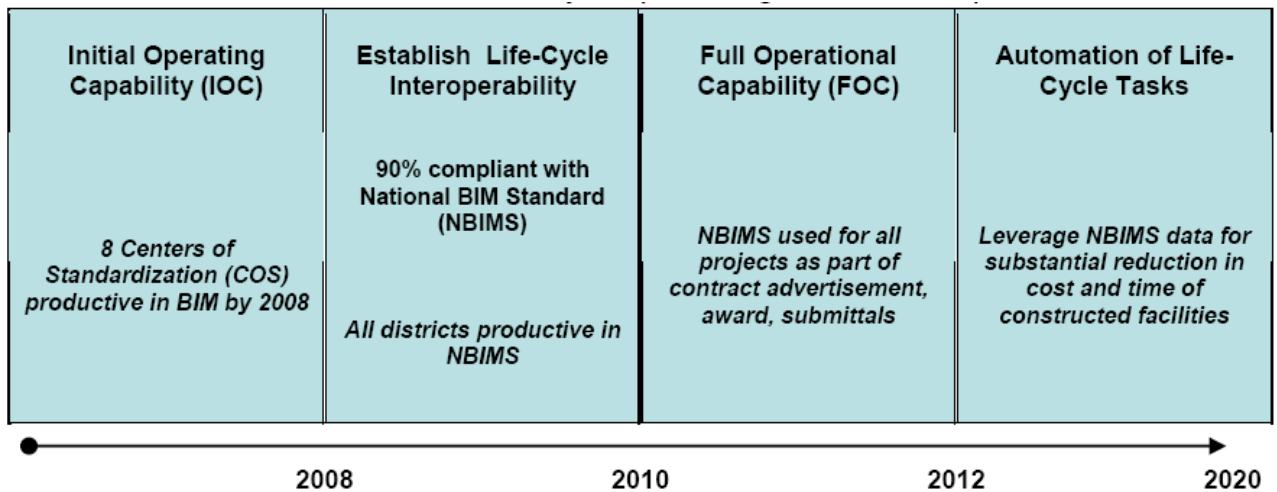 Initial Operating
Capability (IOC)
8 Centers of
Standardization (COS)
productive in BIM by 2008
Establish Life-Cycle
Interoperability
90% compliant with
National BIM Standard
(NBIMS)
All districts productive in
NBIMS
Full Operational
Capability (FOC)
NBIMS used for all
projects as part of
contract advertisement,
award, submittals
Automation of Life-
Cycle Tasks
Leverage NBIMS data for
substantial reduction in
cost and time of
constructed facilities
2008
2010
2012
2020